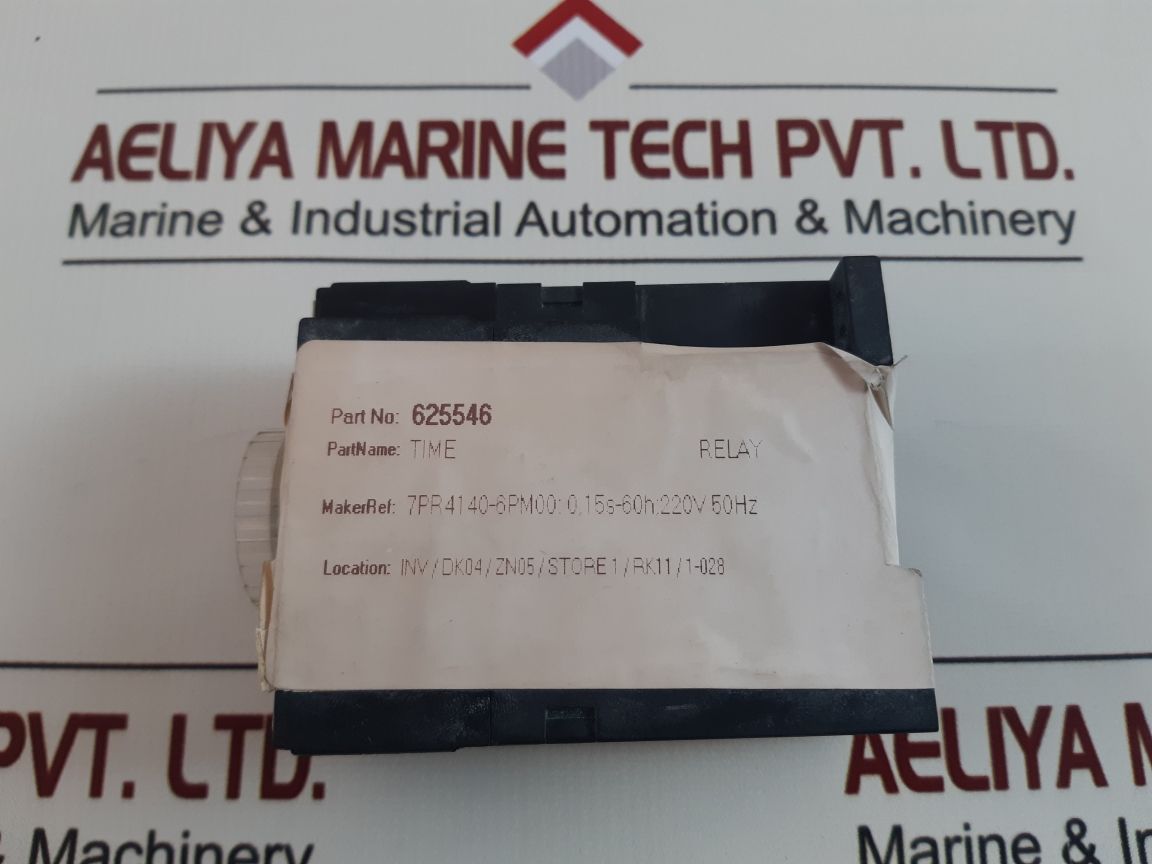 AELIYA MARINE TECH PVT. LTD.
Marine & Industrial Automation & Machinery
Part No: 625546
PartName: TIME RELAY
MakerRef: 7PR4140-6PM00; 0,15s-60h;220V 50Hz
Location: INV / DK04 / ZN05 / STORE 1 / RK11 / 1-028
PVT. LTD.
& Machinery
AELIYA M
Marine & In